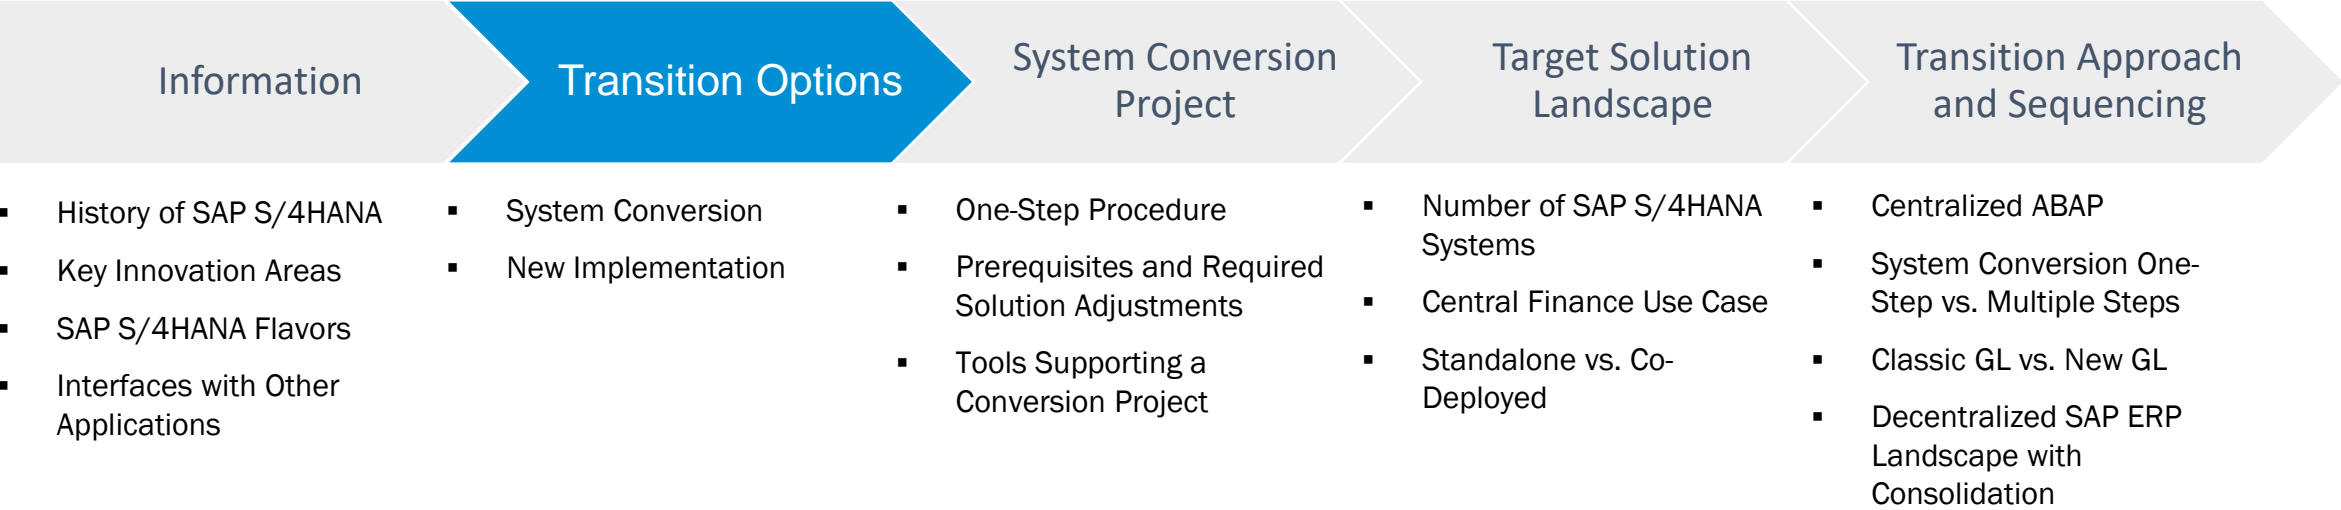 Information
Transition Options
System Conversion
Project
Target Solution
Landscape
Transition Approach
and Sequencing
▪ History of SAP S/4HANA
▪ Key Innovation Areas
▪ SAP S/4HANA Flavors
▪ Interfaces with Other
Applications
▪ System Conversion
▪ New Implementation
▪ One-Step Procedure
▪ Prerequisites and Required
Solution Adjustments
▪ Tools Supporting a
Conversion Project
▪ Number of SAP S/4HANA
Systems
▪ Central Finance Use Case
▪ Standalone vs. Co-
Deployed
▪ Centralized ABAP
▪ System Conversion One-
Step vs. Multiple Steps
▪ Classic GL vs. New GL
▪ Decentralized SAP ERP
Landscape with
Consolidation